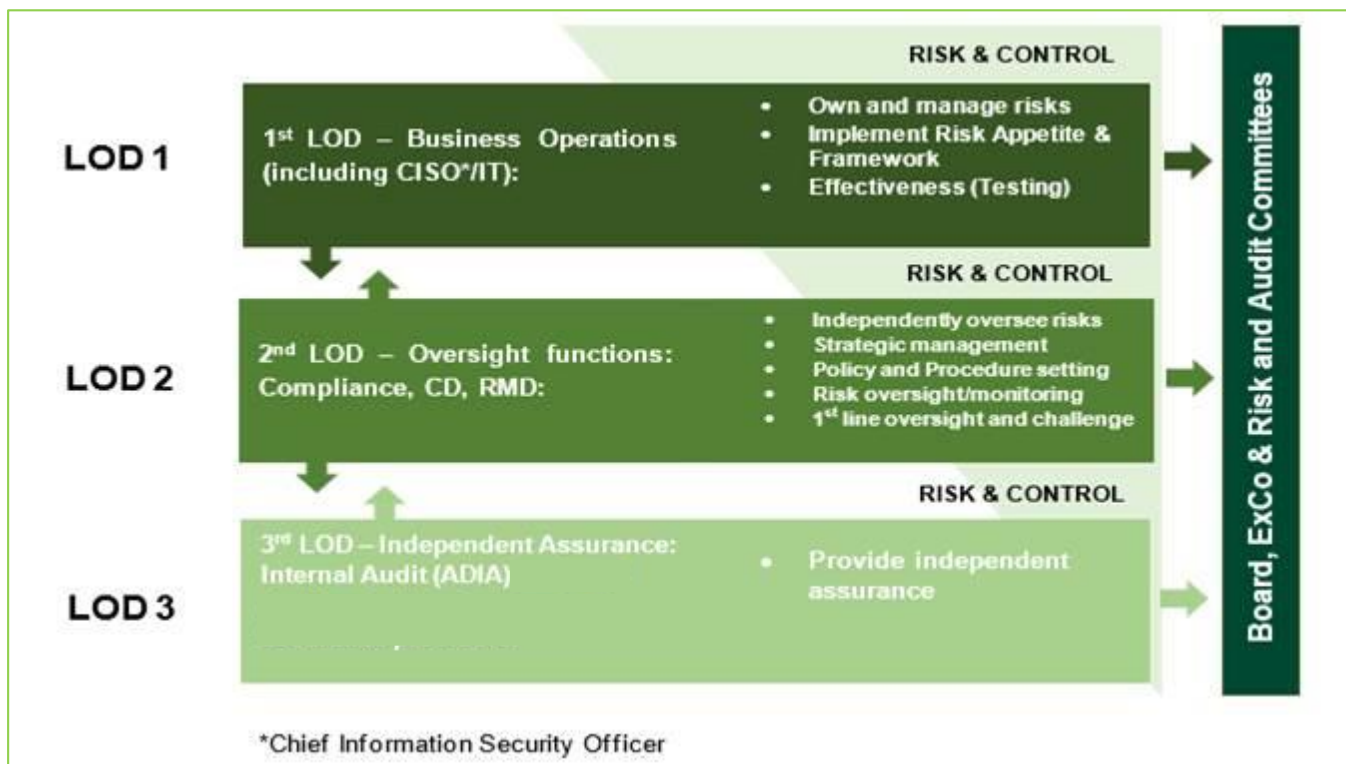 RISK & CONTROL
LOD 1
1st LOD – Business Operations
(including CISO*/IT):
• Own and manage risks
• Implement Risk Appetite &
Framework
• Effectiveness (Testing)
RISK & CONTROL
LOD 2
2nd LOD – Oversight functions:
Compliance, CD, RMD:
• Independently oversee risks
• Strategic management
• Policy and Procedure setting
• Risk oversight/monitoring
• 1st line oversight and challenge
RISK & CONTROL
LOD 3
3rd LOD – Independent Assurance:
Internal Audit (ADIA)
• Provide independent
assurance
Board, ExCo & Risk and Audit Committees
*Chief Information Security Officer